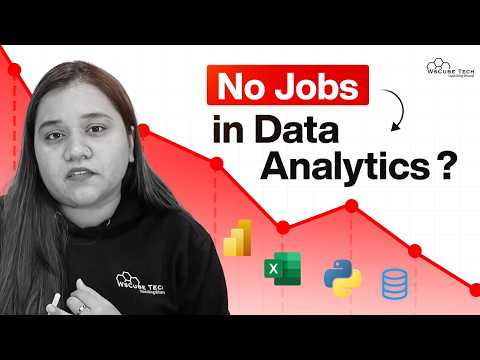 WsCube Tech
No Jobs
in Data
Analytics ?
X
WsCube Tech